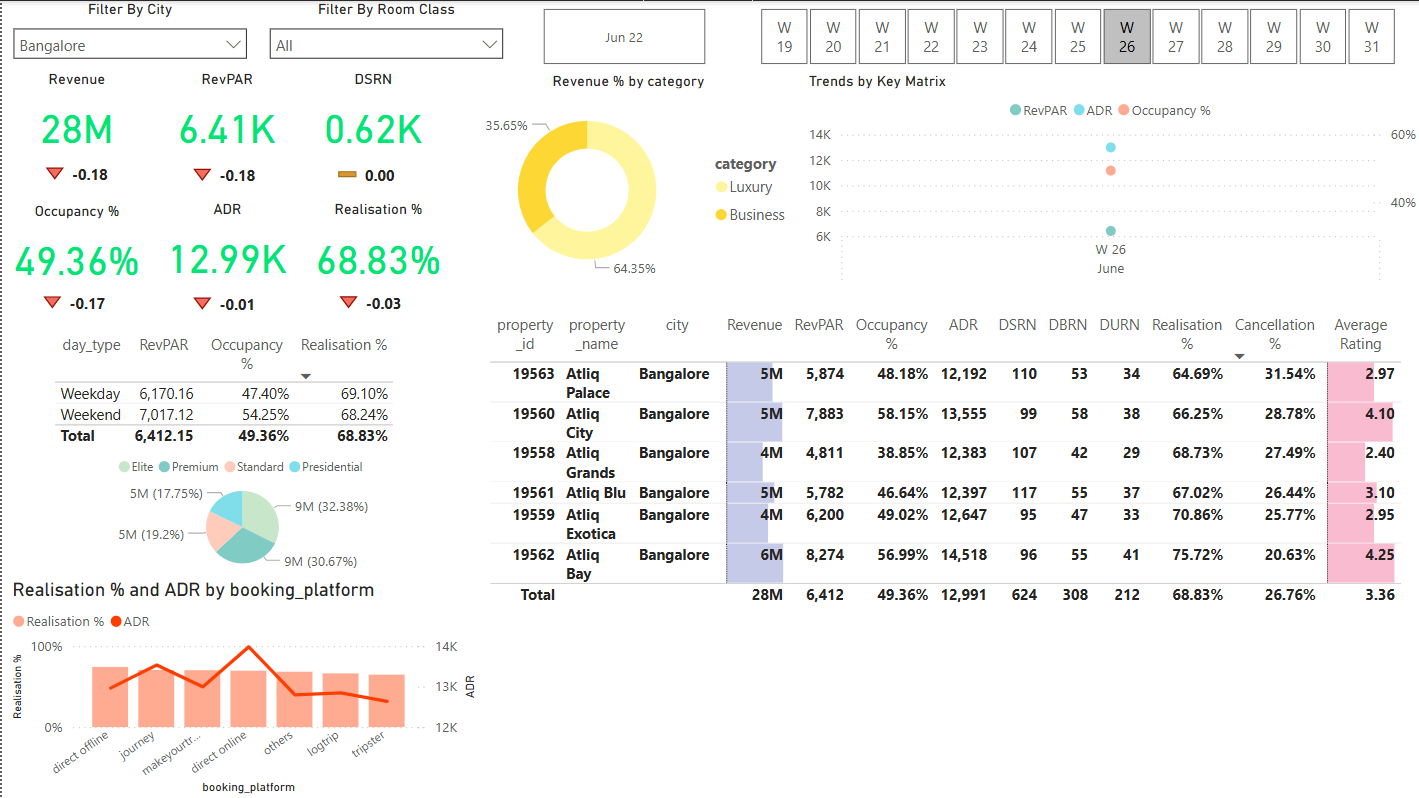 Filter By City
Filter By Room Class
Bangalore
All
Jun 22
W 19
W 20
W 21
W 22
W 23
W 24
W 25
W 26
W 27
W 28
W 29
W 30
W 31
Revenue
RevPAR
DSRN
28M
6.41K
0.62K
-0.18
-0.18
0.00
Occupancy %
ADR
Realisation %
49.36%
12.99K
68.83%
-0.17
-0.01
-0.03
Revenue % by category
35.65%
64.35%
category
Luxury
Business
Trends by Key Matrix
RevPAR ADR Occupancy %
14K
12K
10K
8K
6K
60%
40%
W 26
June
day_type RevPAR Occupancy % Realisation %
Weekday 6,170.16 47.40% 69.10%
Weekend 7,017.12 54.25% 68.24%
Total 6,412.15 49.36% 68.83%
Elite Premium Standard Presidential
5M (17.75%)
9M (32.38%)
5M (19.2%)
9M (30.67%)
property_id property_name city Revenue RevPAR Occupancy % ADR DSRN DBRN DURN Realisation % Cancellation % Average Rating
19563 Atliq Palace Bangalore 5M 5,874 48.18% 12,192 110 53 34 64.69% 31.54% 2.97
19560 Atliq City Bangalore 5M 7,883 58.15% 13,555 99 58 38 66.25% 28.78% 4.10
19558 Atliq Grands Bangalore 4M 4,811 38.85% 12,383 107 42 29 68.73% 27.49% 2.40
19561 Atliq Blu Bangalore 5M 5,782 46.64% 12,397 117 55 37 67.02% 26.44% 3.10
19559 Atliq Exotica Bangalore 4M 6,200 49.02% 12,647 95 47 33 70.86% 25.77% 2.95
19562 Atliq Bay Bangalore 6M 8,274 56.99% 14,518 96 55 41 75.72% 20.63% 4.25
Total 28M 6,412 49.36% 12,991 624 308 212 68.83% 26.76% 3.36
Realisation % and ADR by booking_platform
Realisation % ADR
Realisation %
100%
0%
14K
13K
12K
ADR
direct offline
journey
makeyourtr...
direct online
others
logtrip
tripster
booking_platform